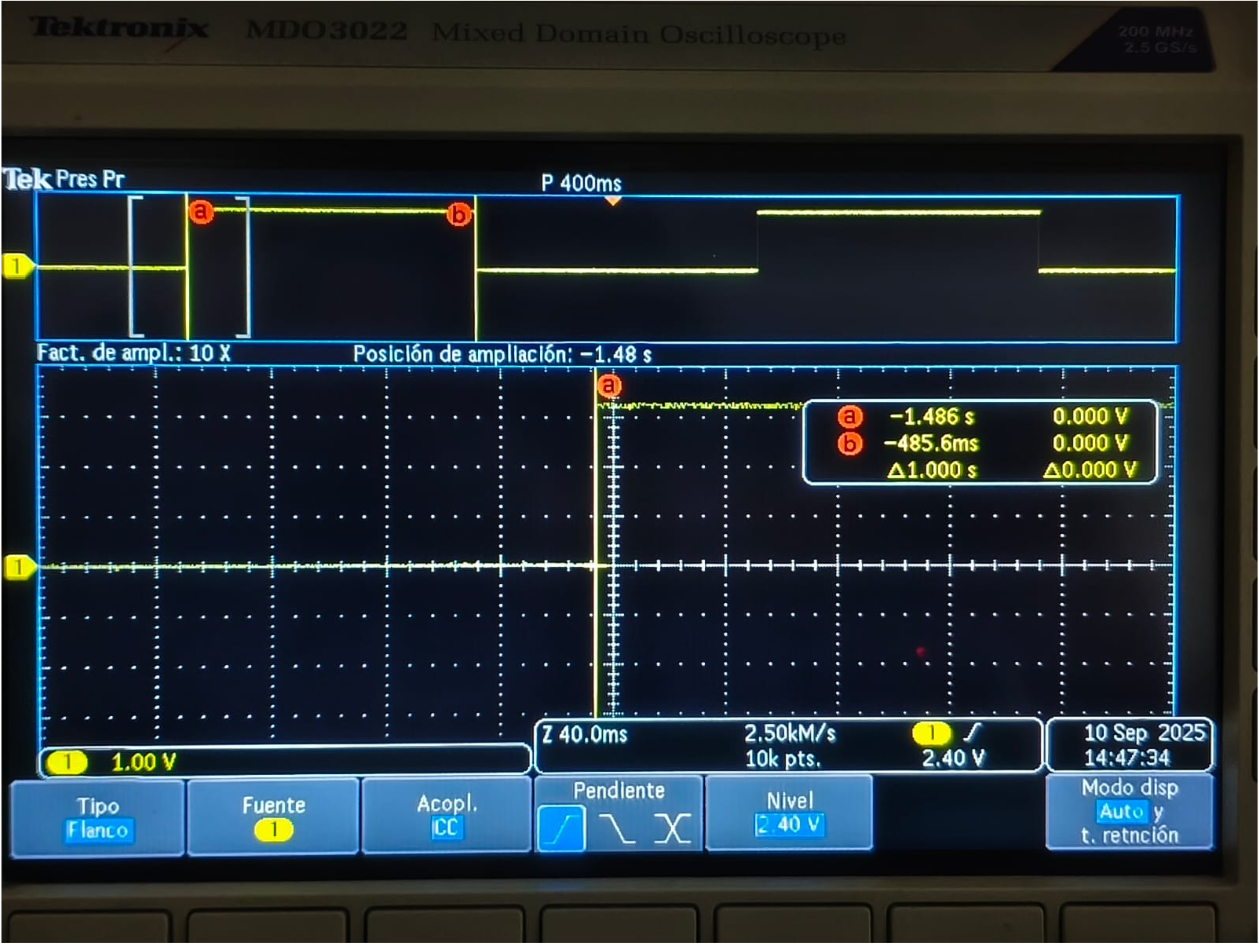 Tektronix MDO3022 Mixed Domain Oscilloscope
200 MHz
2.5 GS/s
Tek Pres Pr
P 400ms
a
b
1
Fact. de ampl.: 10 X
Posición de ampliación: -1.48 s
a
a -1.486 s 0.000 V
b -485.6ms 0.000 V
Δ1.000 s Δ0.000 V
1
1 1.00 V
Z 40.0ms 2.50kM/s 1
10k pts. 2.40 V
10 Sep 2025
14:47:34
Tipo
Flanco
Fuente
1
Acopl.
CC
Pendiente
Nivel
2.40 V
Modo disp
Auto y
t. retnción